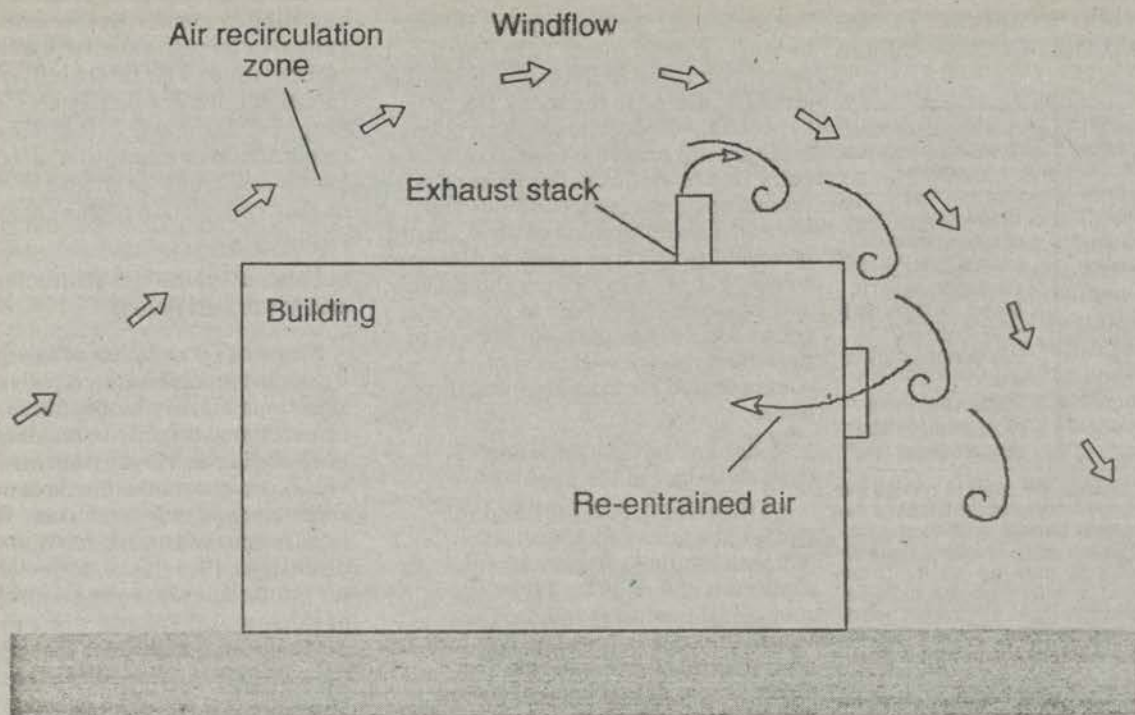 Air recirculation
zone
Windflow
Exhaust stack
Building
Re-entrained air